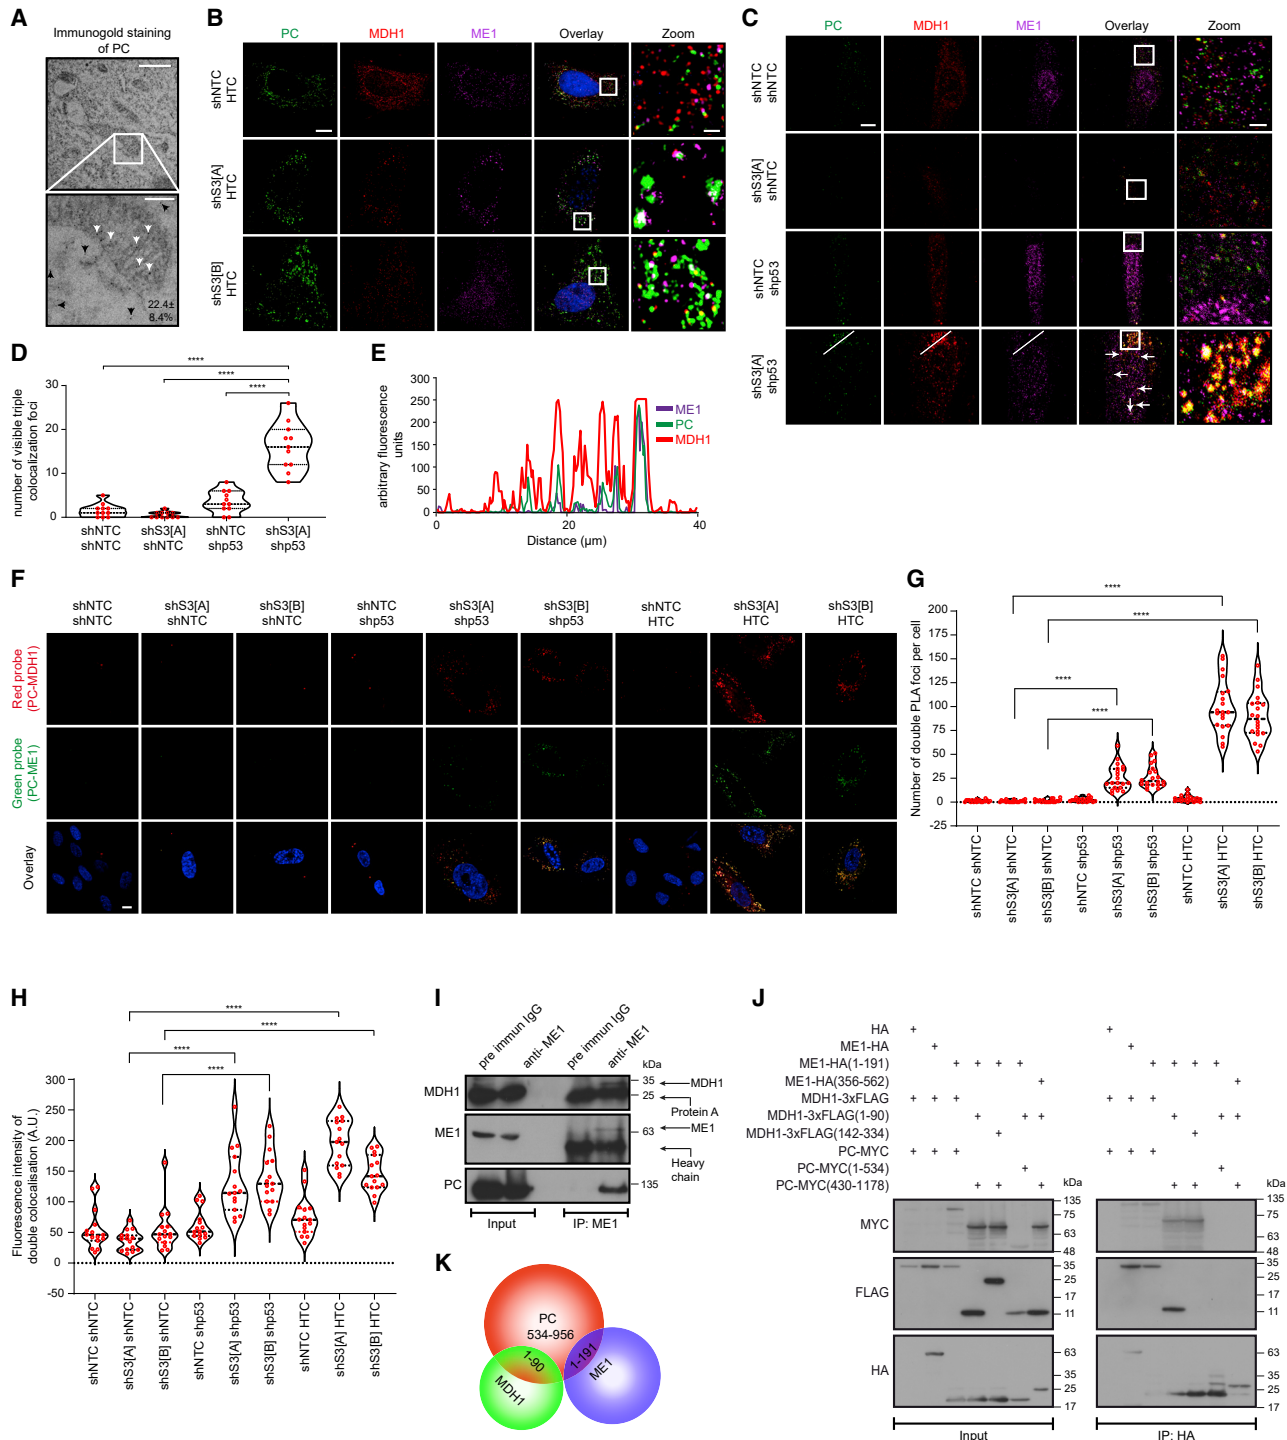 A
Immunogold staining
of PC
22.4±
8.4%
B
PC
MDH1
ME1
Overlay
Zoom
shNTC
HTC
shS3[A]
HTC
shS3[B]
HTC
C
PC
MDH1
ME1
Overlay
Zoom
shNTC
shNTC
shS3[A]
shNTC
shNTC
shp53
shS3[A]
shp53
D
****
****
****
number of visible triple
colocalization foci
30
20
10
0
shNTC
shNTC
shS3[A]
shNTC
shNTC
shp53
shS3[A]
shp53
E
arbitrary fluorescence
units
300
250
200
150
100
50
0
0
20
40
Distance (µm)
ME1
PC
MDH1
F
shNTC
shNTC
shS3[A]
shNTC
shS3[B]
shNTC
shNTC
shp53
shS3[A]
shp53
shS3[B]
shp53
shNTC
HTC
shS3[A]
HTC
shS3[B]
HTC
Red probe
(PC-MDH1)
Green probe
(PC-ME1)
Overlay
G
****
****
****
****
Number of double PLA foci per cell
200
175
150
125
100
75
50
25
0
-25
shNTC shNTC
shS3[A] shNTC
shS3[B] shNTC
shNTC shp53
shS3[A] shp53
shS3[B] shp53
shNTC HTC
shS3[A] HTC
shS3[B] HTC
H
****
****
****
****
Fluorescence intensity of
double colocalisation (A.U.)
300
250
200
150
100
50
0
-50
shNTC shNTC
shS3[A] shNTC
shS3[B] shNTC
shNTC shp53
shS3[A] shp53
shS3[B] shp53
shNTC HTC
shS3[A] HTC
shS3[B] HTC
I
pre immun IgG
anti- ME1
pre immun IgG
anti- ME1
kDa
MDH1
35
25
MDH1
Protein A
ME1
63
ME1
Heavy
chain
PC
135
Input
IP: ME1
J
HA + +
ME1-HA + +
ME1-HA(1-191) + + + + + + + +
ME1-HA(356-562) + +
MDH1-3xFLAG + + + + + +
MDH1-3xFLAG(1-90) + + + + + +
MDH1-3xFLAG(142-334) + +
PC-MYC + + + + + +
PC-MYC(1-534) + +
PC-MYC(430-1178) + + + + + +
kDa
kDa
MYC
135
75
63
48
135
75
63
48
FLAG
35
25
11
35
25
11
HA
63
35
25
17
63
35
25
17
Input
IP: HA
K
PC
534-956
1-90
1-191
MDH1
ME1